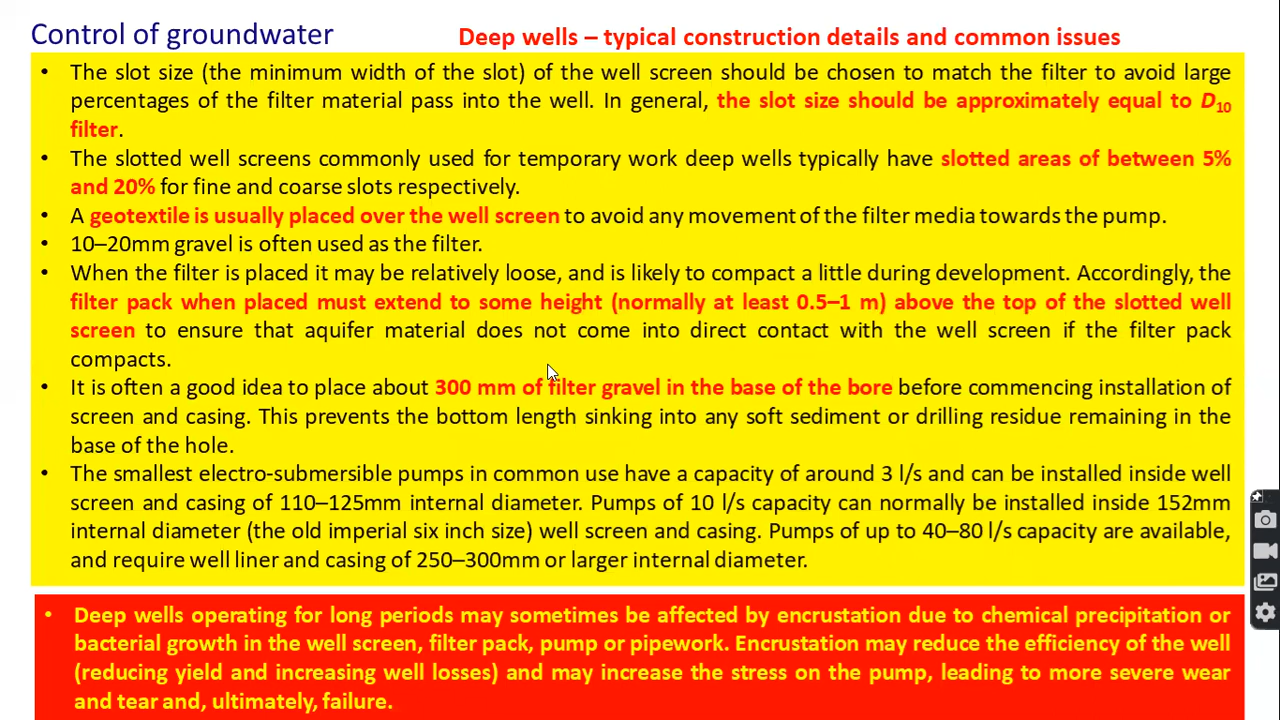 Control of groundwater
Deep wells – typical construction details and common issues
• The slot size (the minimum width of the slot) of the well screen should be chosen to match the filter to avoid large
percentages of the filter material pass into the well. In general, the slot size should be approximately equal to D10
filter.
• The slotted well screens commonly used for temporary work deep wells typically have slotted areas of between 5%
and 20% for fine and coarse slots respectively.
• A geotextile is usually placed over the well screen to avoid any movement of the filter media towards the pump.
• 10–20mm gravel is often used as the filter.
• When the filter is placed it may be relatively loose, and is likely to compact a little during development. Accordingly, the
filter pack when placed must extend to some height (normally at least 0.5–1 m) above the top of the slotted well
screen to ensure that aquifer material does not come into direct contact with the well screen if the filter pack
compacts.
• It is often a good idea to place about 300 mm of filter gravel in the base of the bore before commencing installation of
screen and casing. This prevents the bottom length sinking into any soft sediment or drilling residue remaining in the
base of the hole.
• The smallest electro-submersible pumps in common use have a capacity of around 3 l/s and can be installed inside well
screen and casing of 110–125mm internal diameter. Pumps of 10 l/s capacity can normally be installed inside 152mm
internal diameter (the old imperial six inch size) well screen and casing. Pumps of up to 40–80 l/s capacity are available,
and require well liner and casing of 250–300mm or larger internal diameter.
• Deep wells operating for long periods may sometimes be affected by encrustation due to chemical precipitation or
bacterial growth in the well screen, filter pack, pump or pipework. Encrustation may reduce the efficiency of the well
(reducing yield and increasing well losses) and may increase the stress on the pump, leading to more severe wear
and tear and, ultimately, failure.